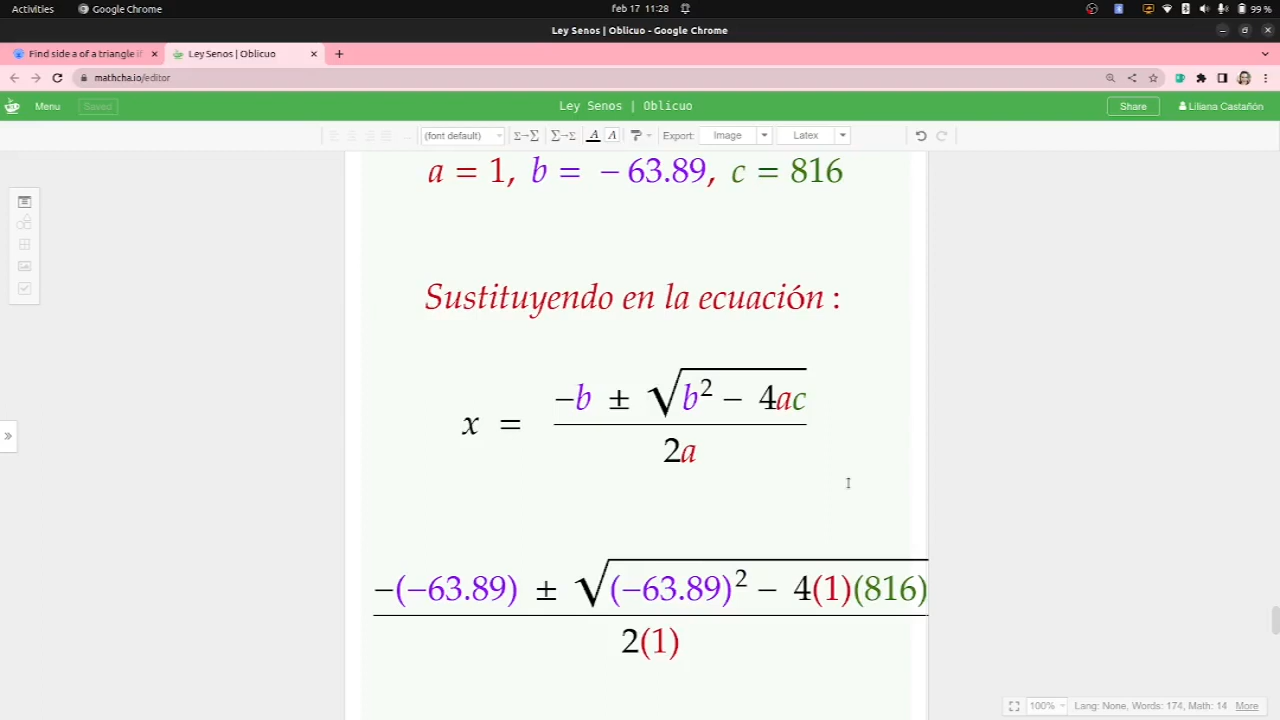 Activities
Google Chrome
feb 17 11:28
99 %
Ley Senos | Oblicuo - Google Chrome
Find side a of a triangle if
Ley Senos | Oblicuo
mathcha.io/editor
Menu
Saved
Ley Senos | Oblicuo
Share
Liliana Castañón
(font default)
Σ→Σ
Σ→Σ
A
A
Export:
Image
Latex
a = 1, b = − 63.89, c = 816
Sustituyendo en la ecuación :
x = −b ± √b² − 4ac
2a
−(−63.89) ± √(−63.89)² − 4(1)(816)
2(1)
100%
Lang: None, Words: 174, Math: 14
More